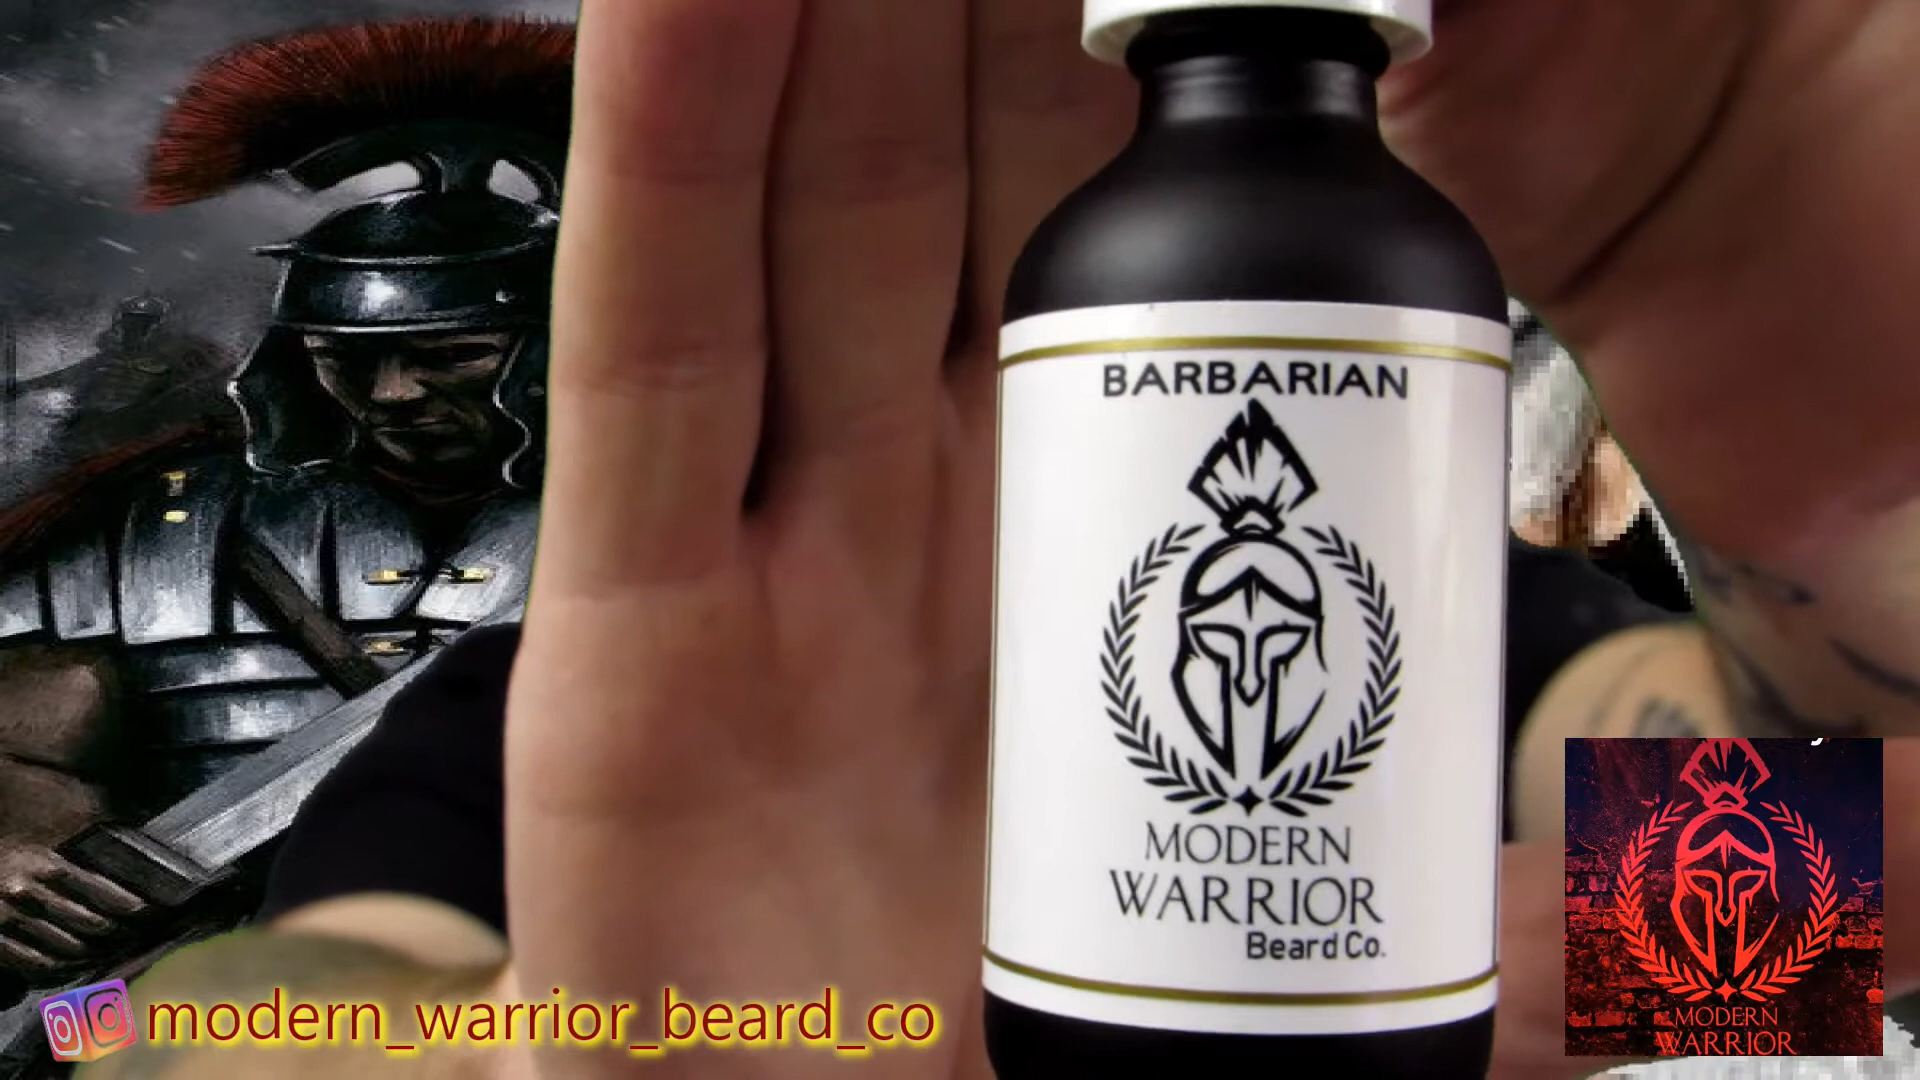 BARBARIAN
MODERN
WARRIOR
Beard Co.
modern_warrior_beard_co
MODERN
WARRIOR